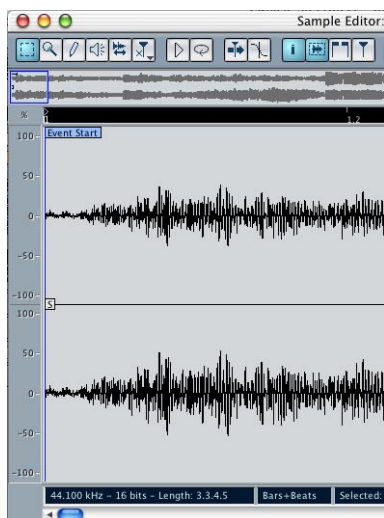 Sample Editor:
%
1.2
Event Start
100
50
0
-50
-100
100
S
50
0
-50
-100
44.100 kHz - 16 bits - Length: 3.3.4.5
Bars+Beats
Selected: